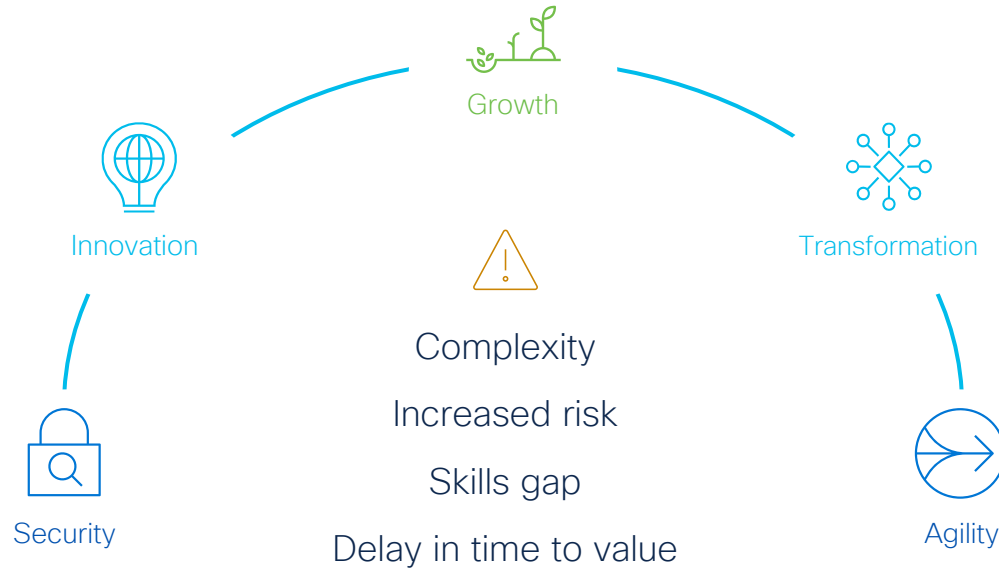 Growth
Innovation
Transformation
Complexity
Increased risk
Skills gap
Security
Agility
Delay in time to value